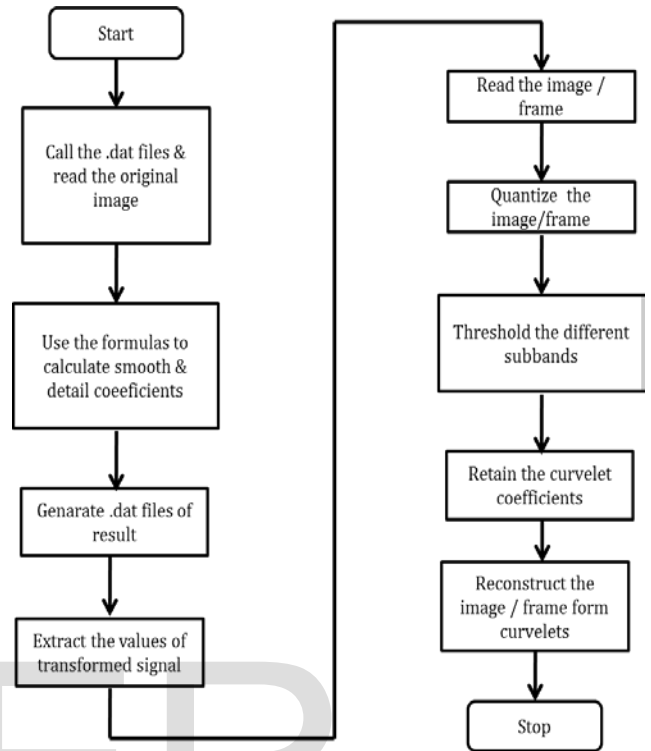 Start
Call the .dat files &
read the original
image
Use the formulas to
calculate smooth &
detail coeeficients
Genarate .dat files of
result
Extract the values of
transformed signal
Read the image /
frame
Quantize the
image/frame
Threshold the different
subbands
Retain the curvelet
coefficients
Reconstruct the
image / frame form
curvelets
Stop